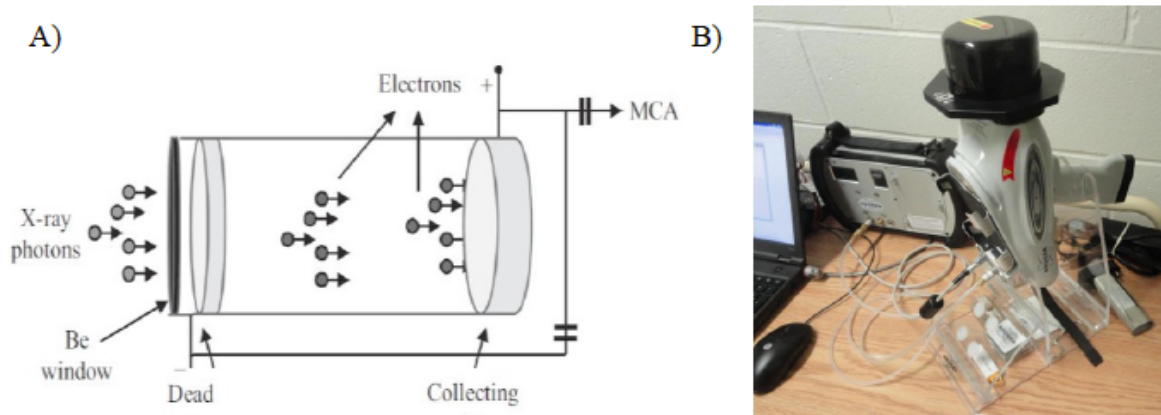 A)
B)
Electrons
+
MCA
X-ray
photons
Be
window
−
Dead
Collecting